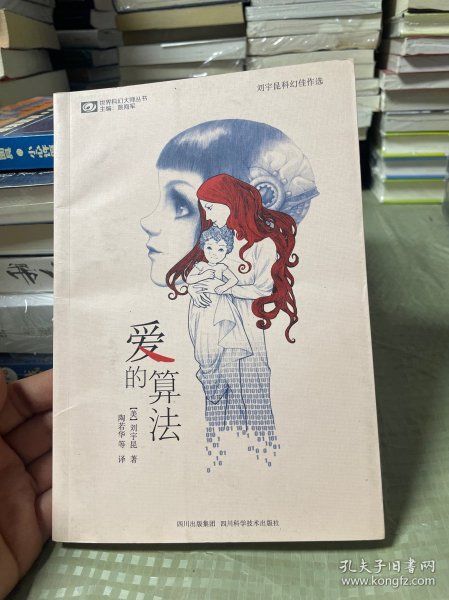 世界科幻大师丛书
主编：姚海军
刘宇昆科幻佳作选
爱的算法
[美] 刘宇昆 著
陶若华 等 译
四川出版集团 四川科学技术出版社
孔夫子旧书网
www.kongfz.com